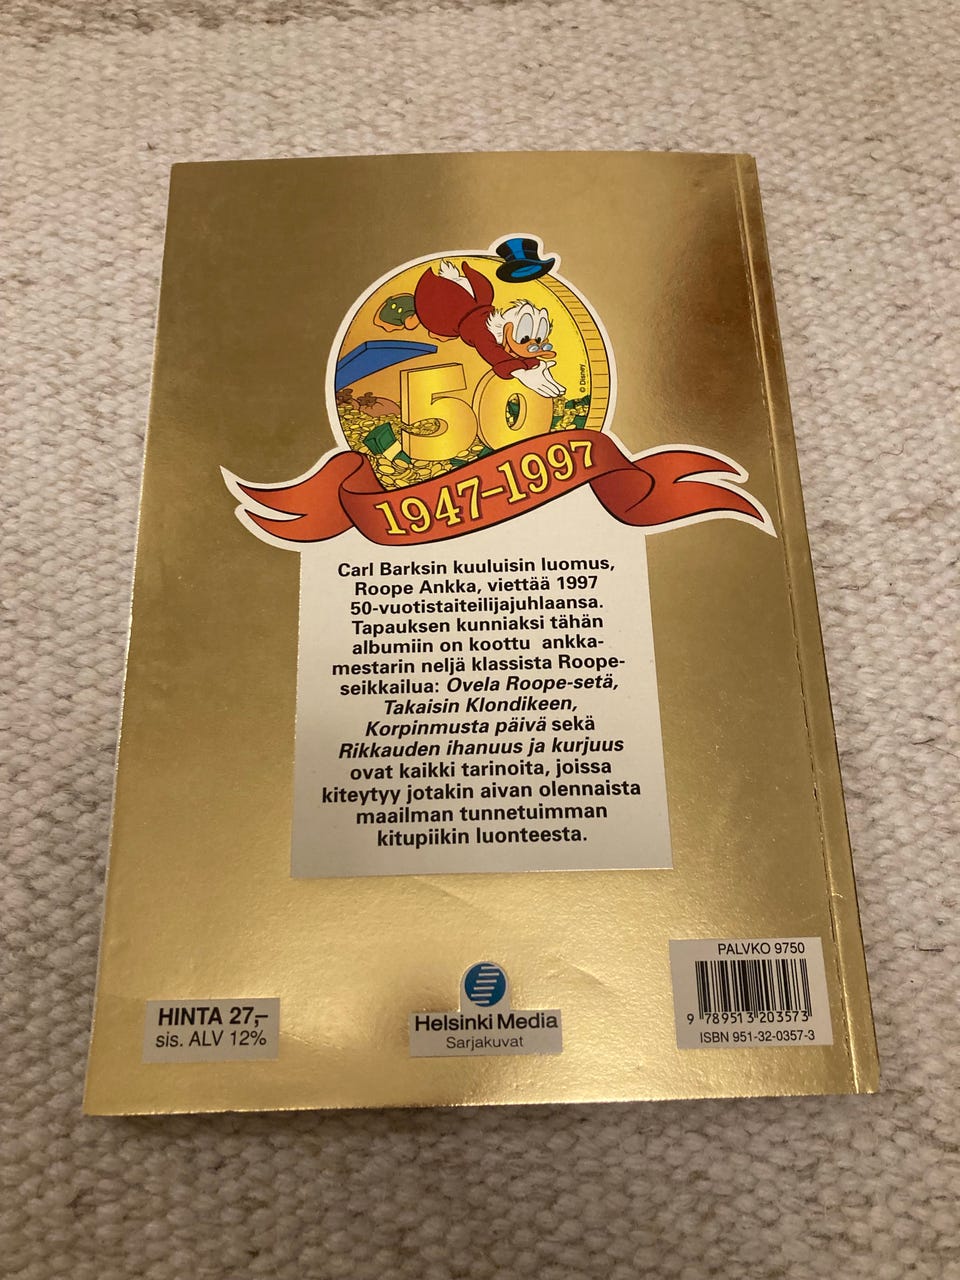 © Disney
50
1947-1997
Carl Barksin kuuluisin luomus,
Roope Ankka, viettää 1997
50-vuotistaiteilijajuhlaansa.
Tapauksen kunniaksi tähän
albumiin on koottu ankka-
mestarin neljä klassista Roope-
seikkailua: Ovela Roope-setä,
Takaisin Klondikeen,
Korpinmusta päivä sekä
Rikkauden ihanuus ja kurjuus
ovat kaikki tarinoita, joissa
kiteytyy jotakin aivan olennaista
maailman tunnetuimman
kitupiikin luonteesta.
HINTA 27,–
sis. ALV 12%
Helsinki Media
Sarjakuvat
PALVKO 9750
9 789513 203573
ISBN 951-32-0357-3